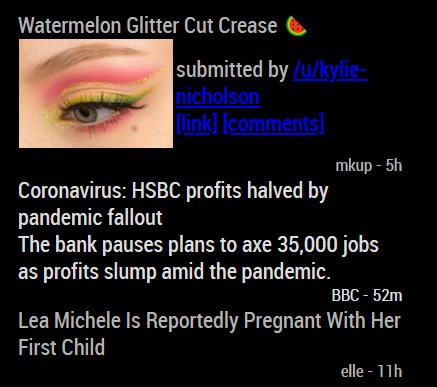 Watermelon Glitter Cut Crease 🍉
submitted by /u/kylie-
nicholson
[link] [comments]
mkup - 5h
Coronavirus: HSBC profits halved by
pandemic fallout
The bank pauses plans to axe 35,000 jobs
as profits slump amid the pandemic.
BBC - 52m
Lea Michele Is Reportedly Pregnant With Her
First Child
elle - 11h